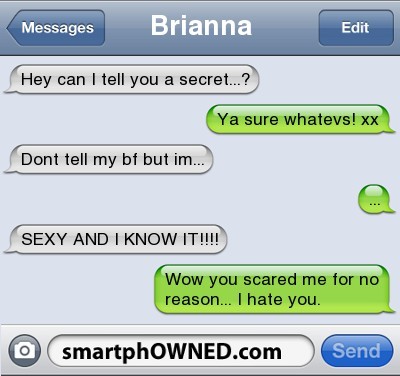 Messages
Brianna
Edit
Hey can I tell you a secret...?
Ya sure whatevs! xx
Dont tell my bf but im...
...
SEXY AND I KNOW IT!!!!
Wow you scared me for no
reason... I hate you.
smartphOWNED.com
Send